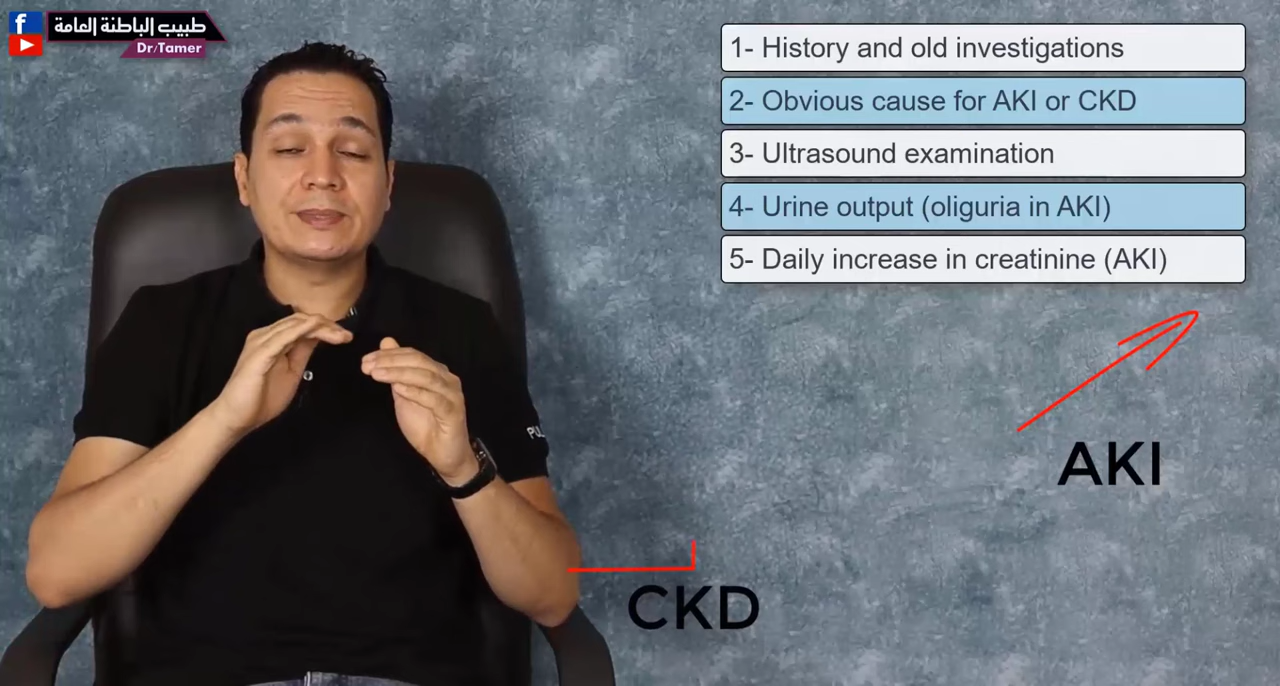 f
طبيب الباطنة العامة
Dr/Tamer
1- History and old investigations
2- Obvious cause for AKI or CKD
3- Ultrasound examination
4- Urine output (oliguria in AKI)
5- Daily increase in creatinine (AKI)
AKI
CKD